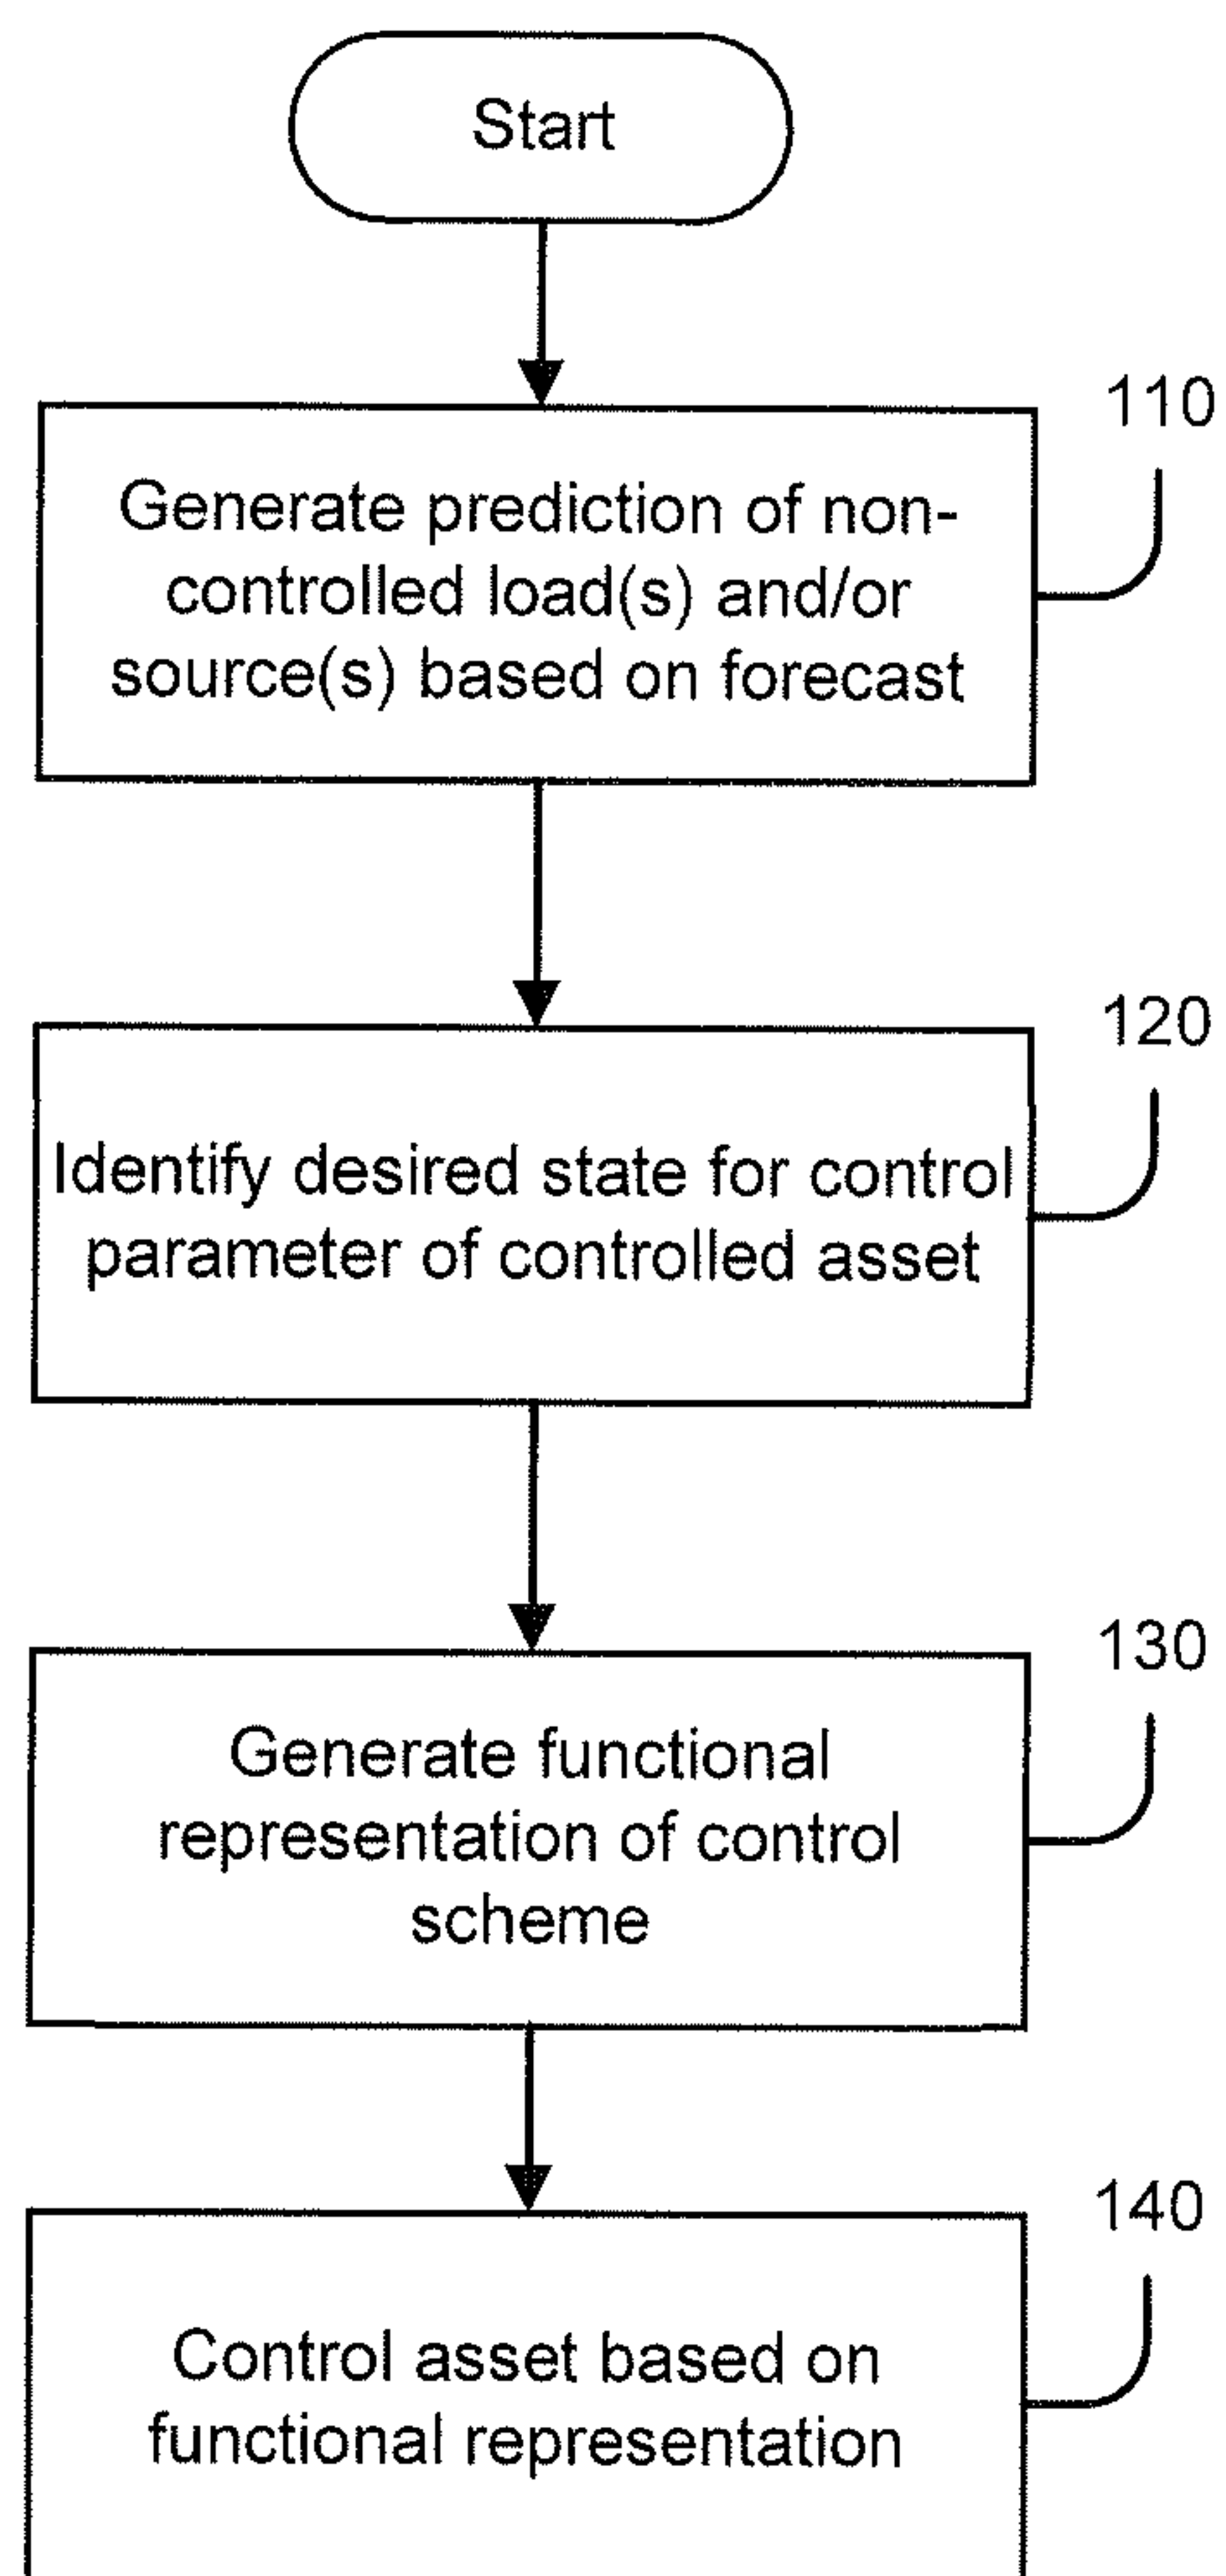 Start
110
Generate prediction of non-
controlled load(s) and/or
source(s) based on forecast
120
Identify desired state for control
parameter of controlled asset
130
Generate functional
representation of control
scheme
140
Control asset based on
functional representation